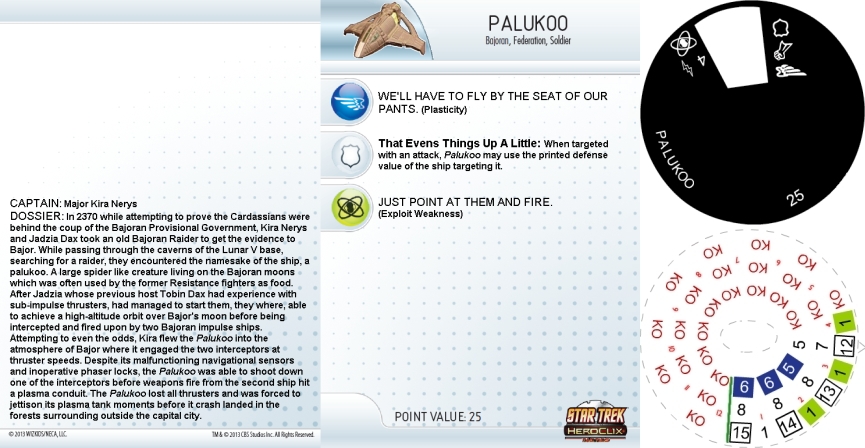 CAPTAIN: Major Kira Nerys
DOSSIER: In 2370 while attempting to prove the Cardassians were
behind the coup of the Bajoran Provisional Government, Kira Nerys
and Jadzia Dax took an old Bajoran Raider to get the evidence to
Bajor. While passing through the caverns of the Lunar V base,
searching for a raider, they encountered the namesake of the ship, a
palukoo. A large spider like creature living on the Bajoran moons
which was often used by the former Resistance fighters as food.
After Jadzia whose previous host Tobin Dax had experience with
sub-impulse thrusters, had managed to start them, they where, able
to achieve a high-altitude orbit over Bajor's moon before being
intercepted and fired upon by two Bajoran impulse ships.
Attempting to even the odds, Kira flew the Palukoo into the
atmosphere of Bajor where it engaged the two interceptors at
thruster speeds. Despite its malfunctioning navigational sensors
and inoperative phaser locks, the Palukoo was able to shoot down
one of the interceptors before weapons fire from the second ship hit
a plasma conduit. The Palukoo lost all thrusters and was forced to
jettison its plasma tank moments before it crash landed in the
forests surrounding outside the capital city.
© 2013 WIZKIDS/NECA, LLC.
TM & © 2013 CBS Studios Inc. All Rights Reserved.
PALUKOO
Bajoran, Federation, Soldier
WE'LL HAVE TO FLY BY THE SEAT OF OUR
PANTS. (Plasticity)
That Evens Things Up A Little: When targeted
with an attack, Palukoo may use the printed defense
value of the ship targeting it.
JUST POINT AT THEM AND FIRE.
(Exploit Weakness)
POINT VALUE: 25
STAR TREK
HEROCLIX
4
PALUKOO
25
KO KO KO KO KO KO KO KO KO
KO KO KO KO KO KO KO KO KO
KO KO KO KO KO KO KO KO KO
5 7 12 1
5 8 13 1
6 8 14 1
6 8 15 1